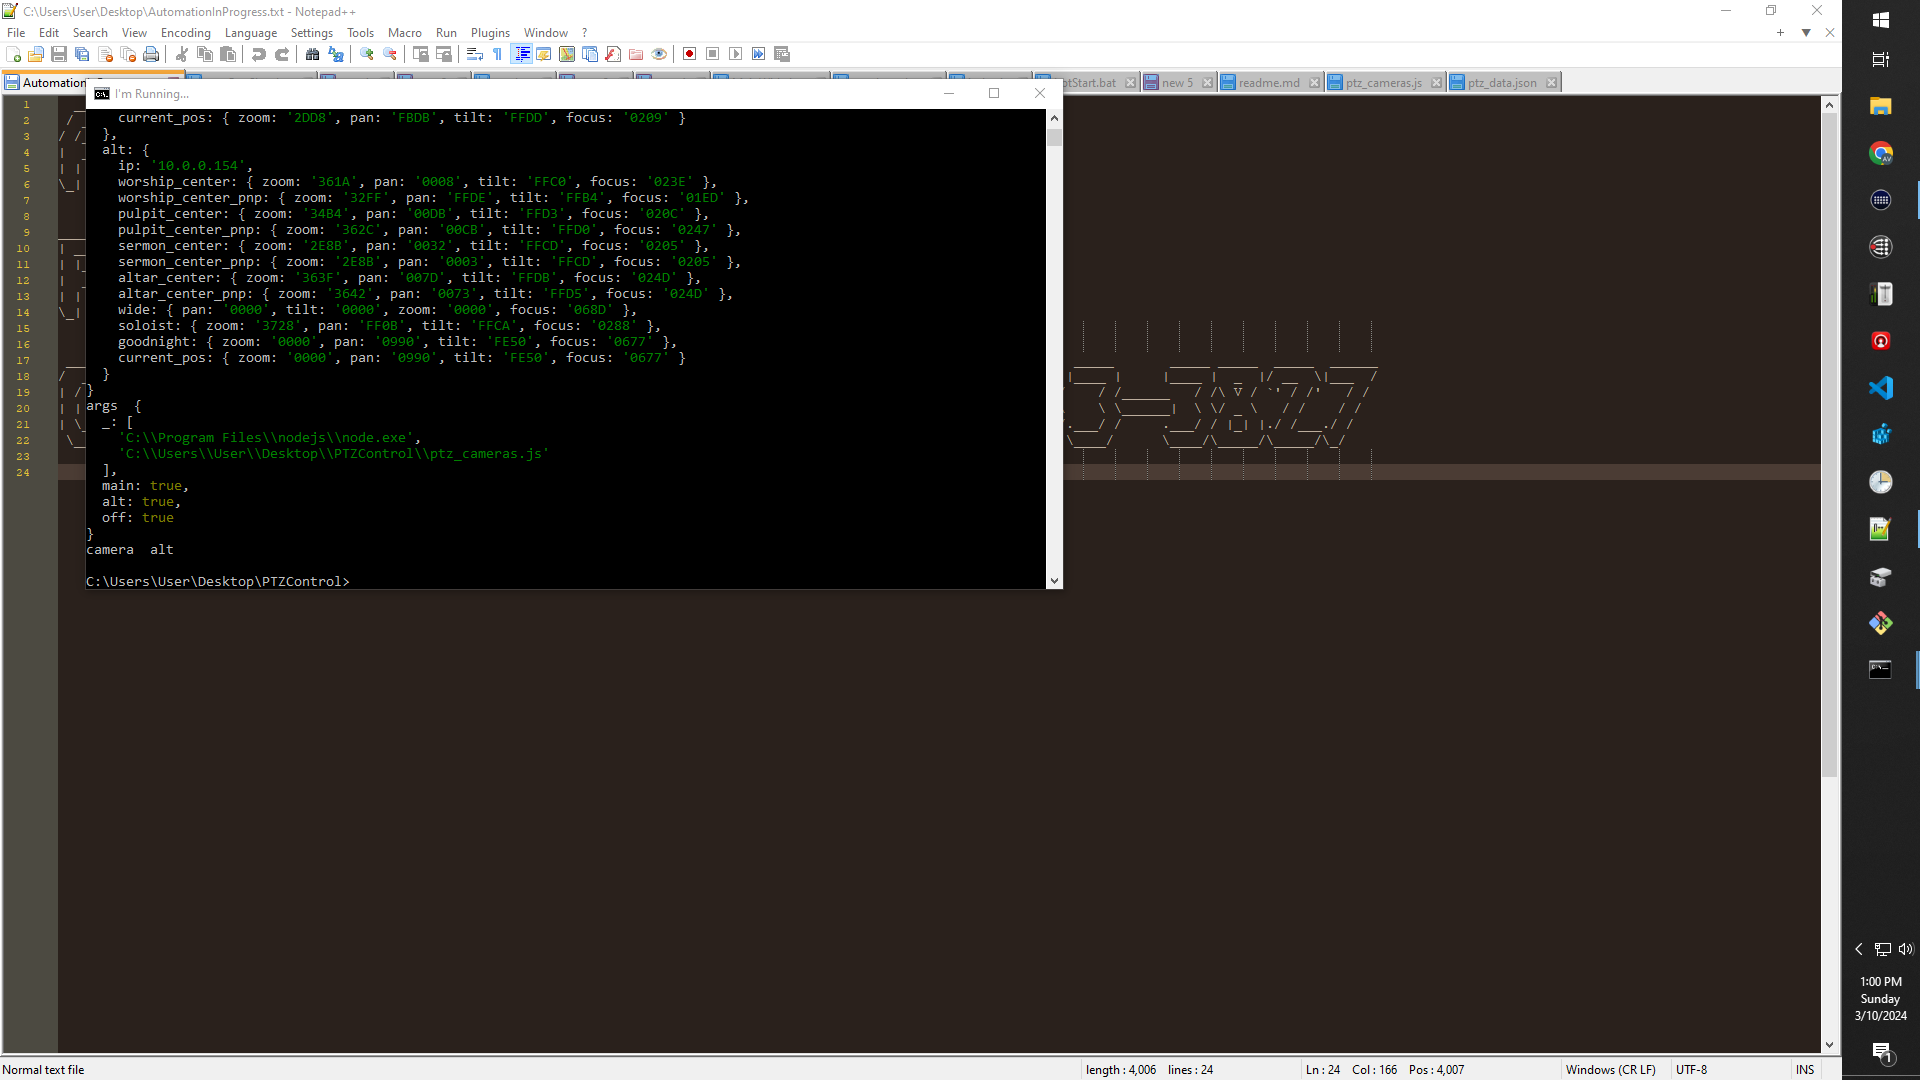 C:\Users\User\Desktop\AutomationInProgress.txt - Notepad++
File Edit Search View Encoding Language Settings Tools Macro Run Plugins Window ?
new 5 readme.md ptz_cameras.js ptz_data.json
I'm Running...
current_pos: { zoom: '2DD8', pan: 'FBDB', tilt: 'FFDD', focus: '0209' }
},
alt: {
ip: '10.0.0.154',
worship_center: { zoom: '361A', pan: '0008', tilt: 'FFC0', focus: '023E' },
worship_center_pnp: { zoom: '32FF', pan: 'FFDE', tilt: 'FFB4', focus: '01ED' },
pulpit_center: { zoom: '34B4', pan: '00DB', tilt: 'FFD3', focus: '020C' },
pulpit_center_pnp: { zoom: '362C', pan: '00CB', tilt: 'FFD0', focus: '0247' },
sermon_center: { zoom: '2E8B', pan: '0032', tilt: 'FFCD', focus: '0205' },
sermon_center_pnp: { zoom: '2E8B', pan: '0003', tilt: 'FFCD', focus: '0205' },
altar_center: { zoom: '363F', pan: '007D', tilt: 'FFDB', focus: '024D' },
altar_center_pnp: { zoom: '3642', pan: '0073', tilt: 'FFD5', focus: '024D' },
wide: { pan: '0000', tilt: '0000', zoom: '0000', focus: '068D' },
soloist: { zoom: '3728', pan: 'FF0B', tilt: 'FFCA', focus: '0288' },
goodnight: { zoom: '0000', pan: '0990', tilt: 'FE50', focus: '0677' },
current_pos: { zoom: '0000', pan: '0990', tilt: 'FE50', focus: '0677' }
}
}
args  {
_: [
'C:\\Program Files\\nodejs\\node.exe',
'C:\\Users\\User\\Desktop\\PTZControl\\ptz_cameras.js'
],
main: true,
alt: true,
off: true
}
camera  alt
C:\Users\User\Desktop\PTZControl>
1
2
3
4
5
6
7
8
9
10
11
12
13
14
15
16
17
18
19
20
21
22
23
24
3-3827
1:00 PM
Sunday
3/10/2024
1
Normal text file length : 4,006 lines : 24 Ln : 24 Col : 166 Pos : 4,007 Windows (CR LF) UTF-8 INS